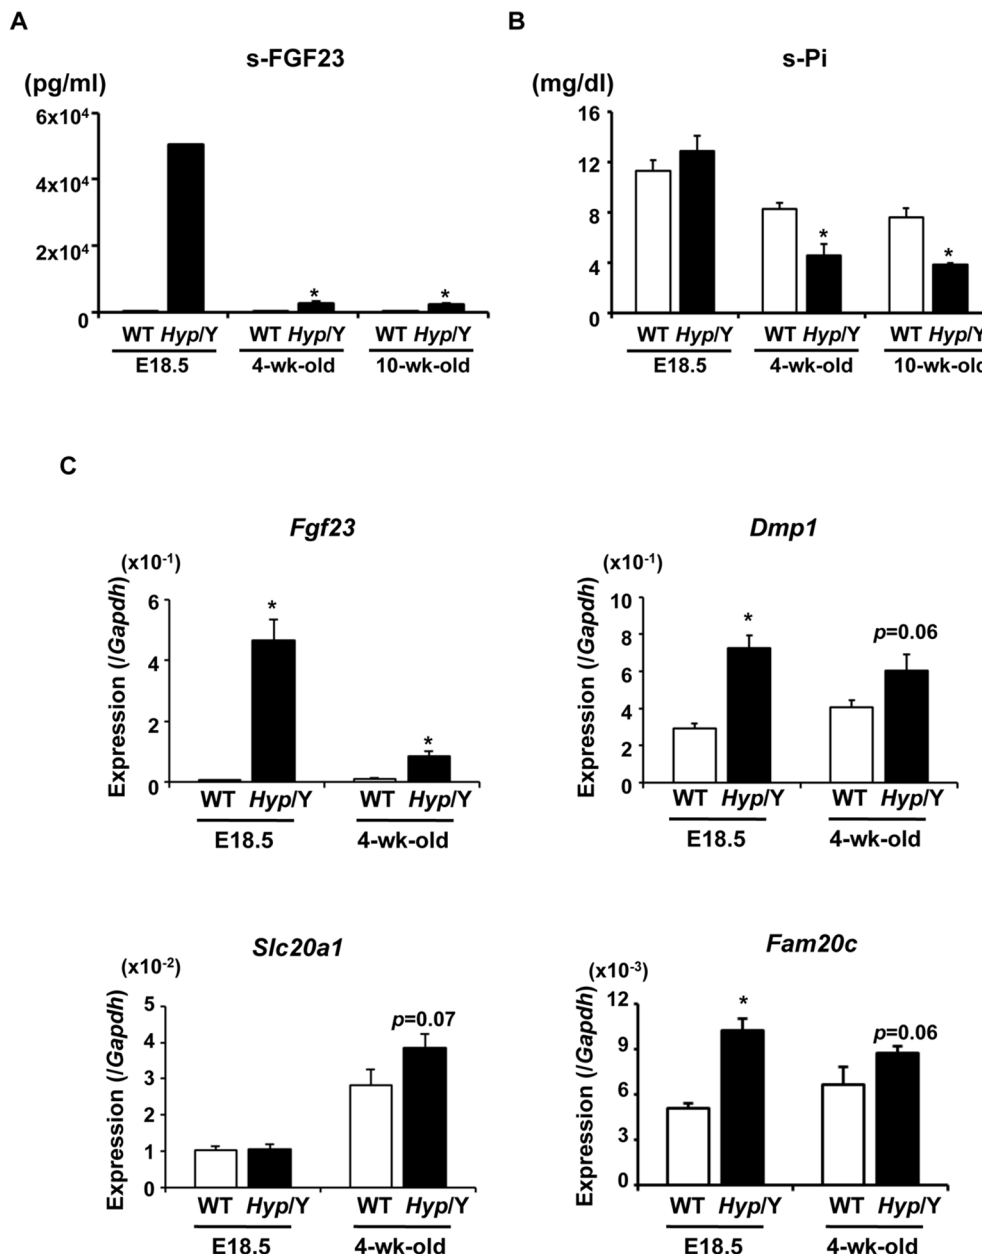 A
s-FGF23
(pg/ml)
6x10⁴
4x10⁴
2x10⁴
0
*
*
WT Hyp/Y WT Hyp/Y WT Hyp/Y
E18.5 4-wk-old 10-wk-old
B
s-Pi
(mg/dl)
16
12
8
4
0
*
*
WT Hyp/Y WT Hyp/Y WT Hyp/Y
E18.5 4-wk-old 10-wk-old
C
Fgf23
(x10⁻¹)
Expression (/Gapdh)
6
4
2
0
*
*
WT Hyp/Y WT Hyp/Y
E18.5 4-wk-old
Dmp1
(x10⁻¹)
Expression (/Gapdh)
10
8
6
4
2
0
*
p=0.06
WT Hyp/Y WT Hyp/Y
E18.5 4-wk-old
Slc20a1
(x10⁻²)
Expression (/Gapdh)
5
4
3
2
1
0
p=0.07
WT Hyp/Y WT Hyp/Y
E18.5 4-wk-old
Fam20c
(x10⁻³)
Expression (/Gapdh)
12
9
6
3
0
*
p=0.06
WT Hyp/Y WT Hyp/Y
E18.5 4-wk-old